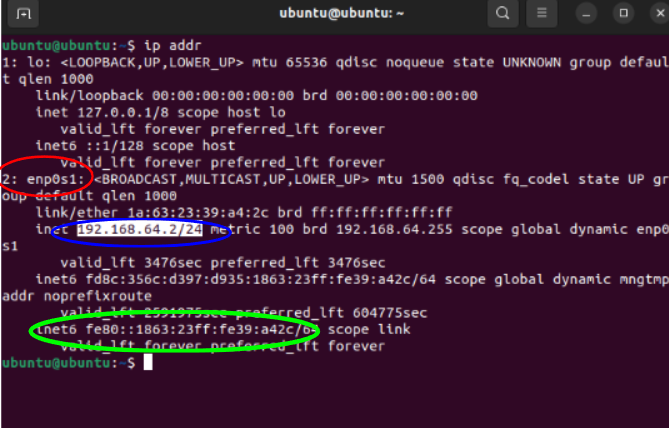 ubuntu@ubuntu: ~
ubuntu@ubuntu:~$ ip addr
1: lo: <LOOPBACK,UP,LOWER_UP> mtu 65536 qdisc noqueue state UNKNOWN group defaul
t qlen 1000
link/loopback 00:00:00:00:00:00 brd 00:00:00:00:00:00
inet 127.0.0.1/8 scope host lo
valid_lft forever preferred_lft forever
inet6 ::1/128 scope host
valid_lft forever preferred_lft forever
2: enp0s1: <BROADCAST,MULTICAST,UP,LOWER_UP> mtu 1500 qdisc fq_codel state UP gr
oup default qlen 1000
link/ether 1a:63:23:39:a4:2c brd ff:ff:ff:ff:ff:ff
inet 192.168.64.2/24 metric 100 brd 192.168.64.255 scope global dynamic enp0
s1
valid_lft 3476sec preferred_lft 3476sec
inet6 fd8c:356c:d397:d935:1863:23ff:fe39:a42c/64 scope global dynamic mngtmp
addr noprefixroute
valid_lft 2591975sec preferred_lft 604775sec
inet6 fe80::1863:23ff:fe39:a42c/64 scope link
valid_lft forever preferred_lft forever
ubuntu@ubuntu:~$